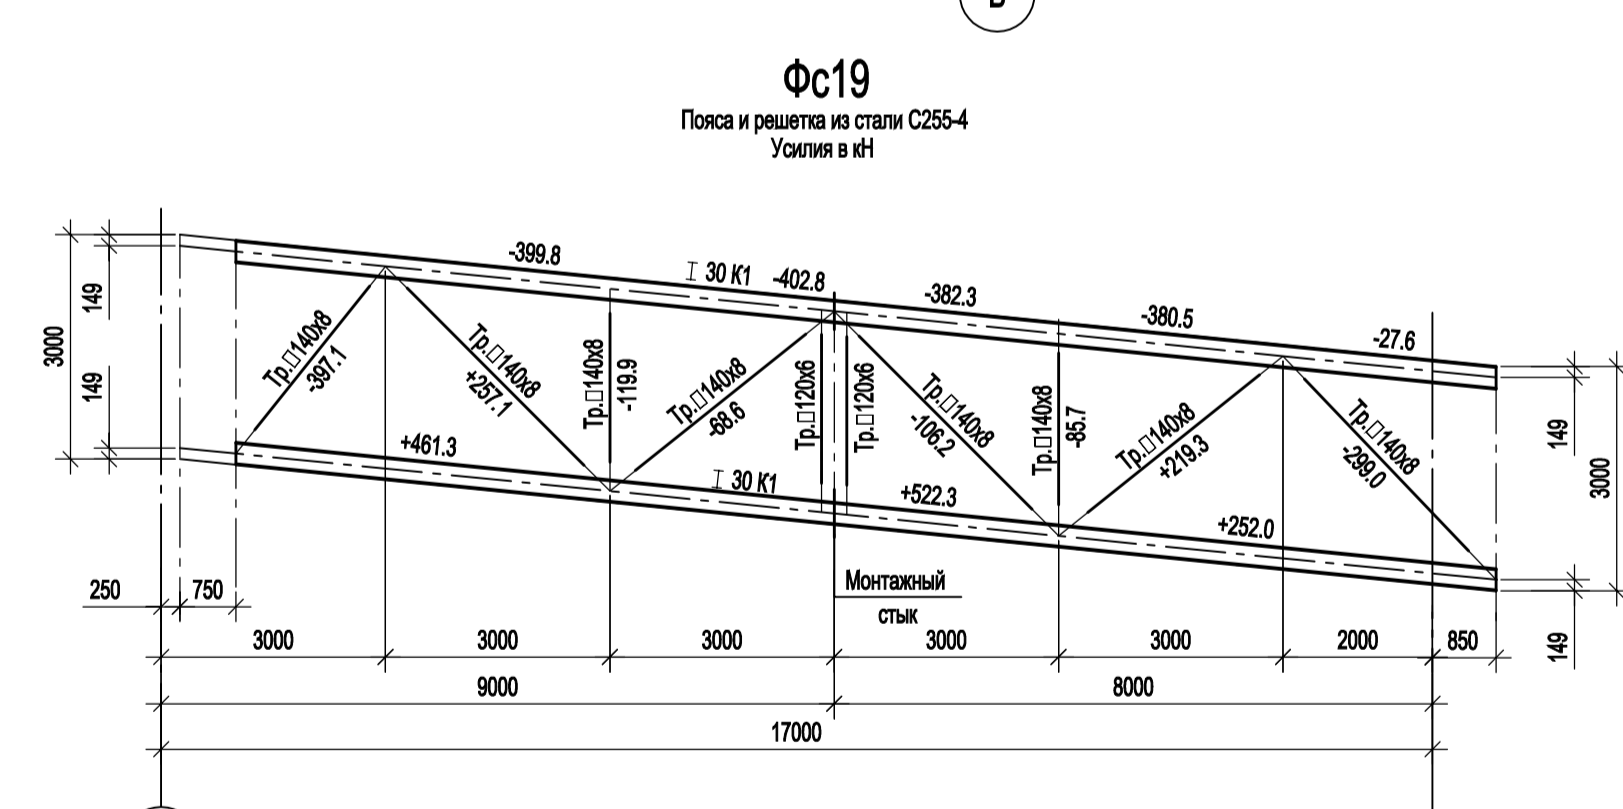 Фс19
Пояса и решетка из стали С255-4
Усилия в кН
-399.8
30 К1
-402.8
-382.3
-380.5
-27.6
149
3000
149
Тр.□140х8
-397.1
Тр.□140х8
+257.1
Тр.□140х8
-119.9
Тр.□140х8
-68.6
Тр.□120х6
Тр.□120х6
Тр.□140х8
-106.2
Тр.□140х8
-85.7
Тр.□140х8
+219.3
Тр.□140х8
-299.0
149
3000
149
+461.3
30 К1
+522.3
+252.0
Монтажный
стык
250
750
3000
3000
3000
3000
3000
2000
850
9000
8000
17000